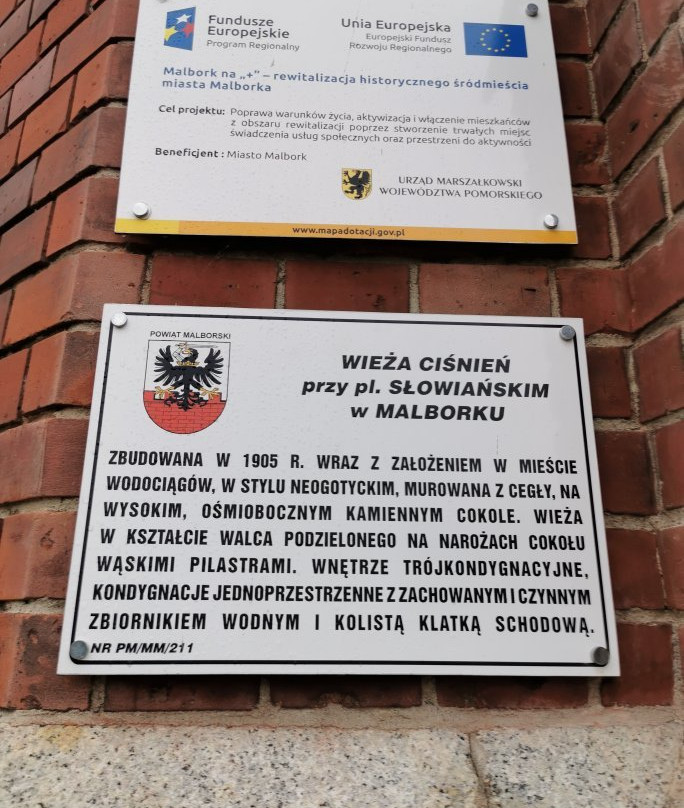 Fundusze
Europejskie
Program Regionalny
Unia Europejska
Europejski Fundusz
Rozwoju Regionalnego
Malbork na „+” – rewitalizacja historycznego śródmieścia
miasta Malborka
Cel projektu: Poprawa warunków życia, aktywizacja i włączenie mieszkańców
z obszaru rewitalizacji poprzez stworzenie trwałych miejsc
świadczenia usług społecznych oraz przestrzeni do aktywności
Beneficjent : Miasto Malbork
URZĄD MARSZAŁKOWSKI
WOJEWÓDZTWA POMORSKIEGO
www.mapadotacji.gov.pl
POWIAT MALBORSKI
WIEŻA CIŚNIEŃ
przy pl. SŁOWIAŃSKIM
w MALBORKU
ZBUDOWANA W 1905 R. WRAZ Z ZAŁOŻENIEM W MIEŚCIE
WODOCIĄGÓW, W STYLU NEOGOTYCKIM, MUROWANA Z CEGŁY, NA
WYSOKIM, OŚMIOBOCZNYM KAMIENNYM COKOLE. WIEŻA
W KSZTAŁCIE WALCA PODZIELONEGO NA NAROŻACH COKOŁU
WĄSKIMI PILASTRAMI. WNĘTRZE TRÓJKONDYGNACYJNE,
KONDYGNACJE JEDNOPRZESTRZENNE Z ZACHOWANYM I CZYNNYM
ZBIORNIKIEM WODNYM I KOLISTĄ KLATKĄ SCHODOWĄ.
NR PM/MM/211